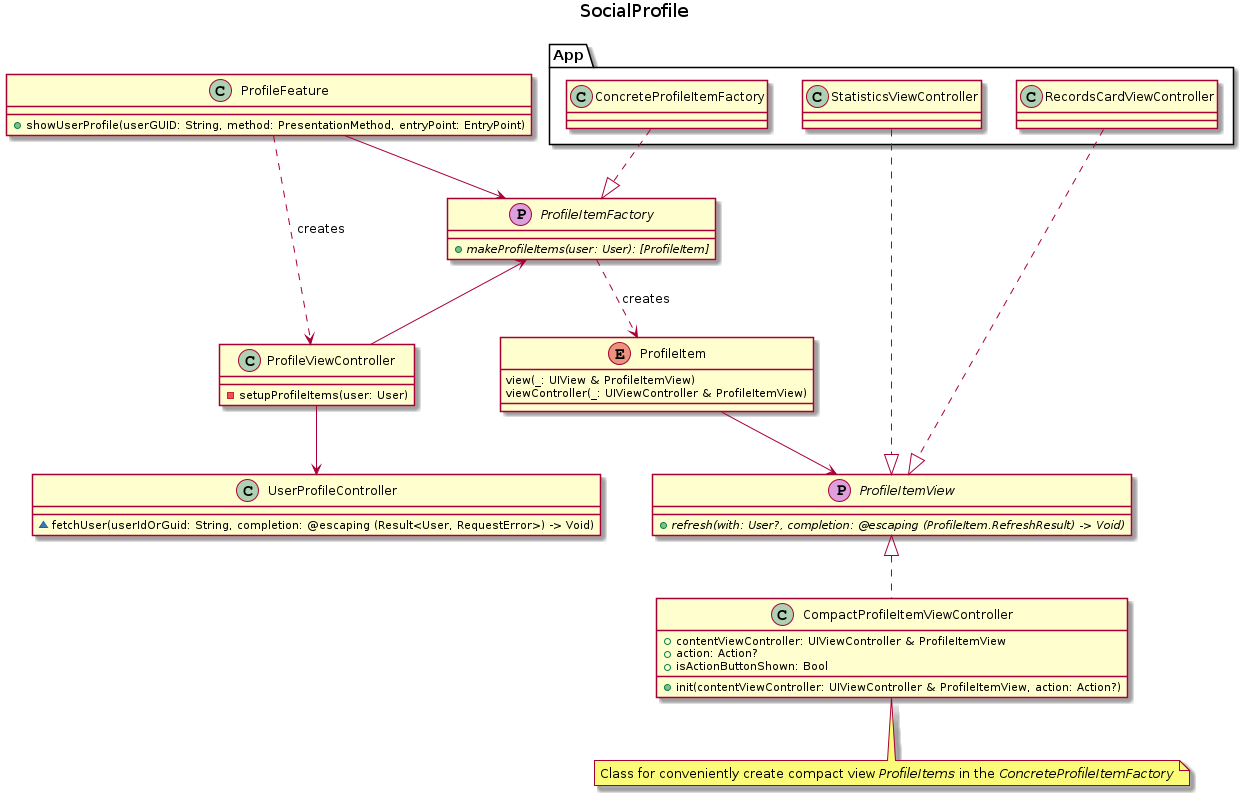 SocialProfile
App
C ProfileFeature
showUserProfile(userGUID: String, method: PresentationMethod, entryPoint: EntryPoint)
C ConcreteProfileItemFactory
C StatisticsViewController
C RecordsCardViewController
P ProfileItemFactory
makeProfileItems(user: User): [ProfileItem]
creates
creates
C ProfileViewController
setupProfileItems(user: User)
E ProfileItem
view(_: UIView & ProfileItemView)
viewController(_: UIViewController & ProfileItemView)
C UserProfileController
fetchUser(userIdOrGuid: String, completion: @escaping (Result<User, RequestError>) -> Void)
P ProfileItemView
refresh(with: User?, completion: @escaping (ProfileItem.RefreshResult) -> Void)
C CompactProfileItemViewController
contentViewController: UIViewController & ProfileItemView
action: Action?
isActionButtonShown: Bool
init(contentViewController: UIViewController & ProfileItemView, action: Action?)
Class for conveniently create compact view ProfileItems in the ConcreteProfileItemFactory